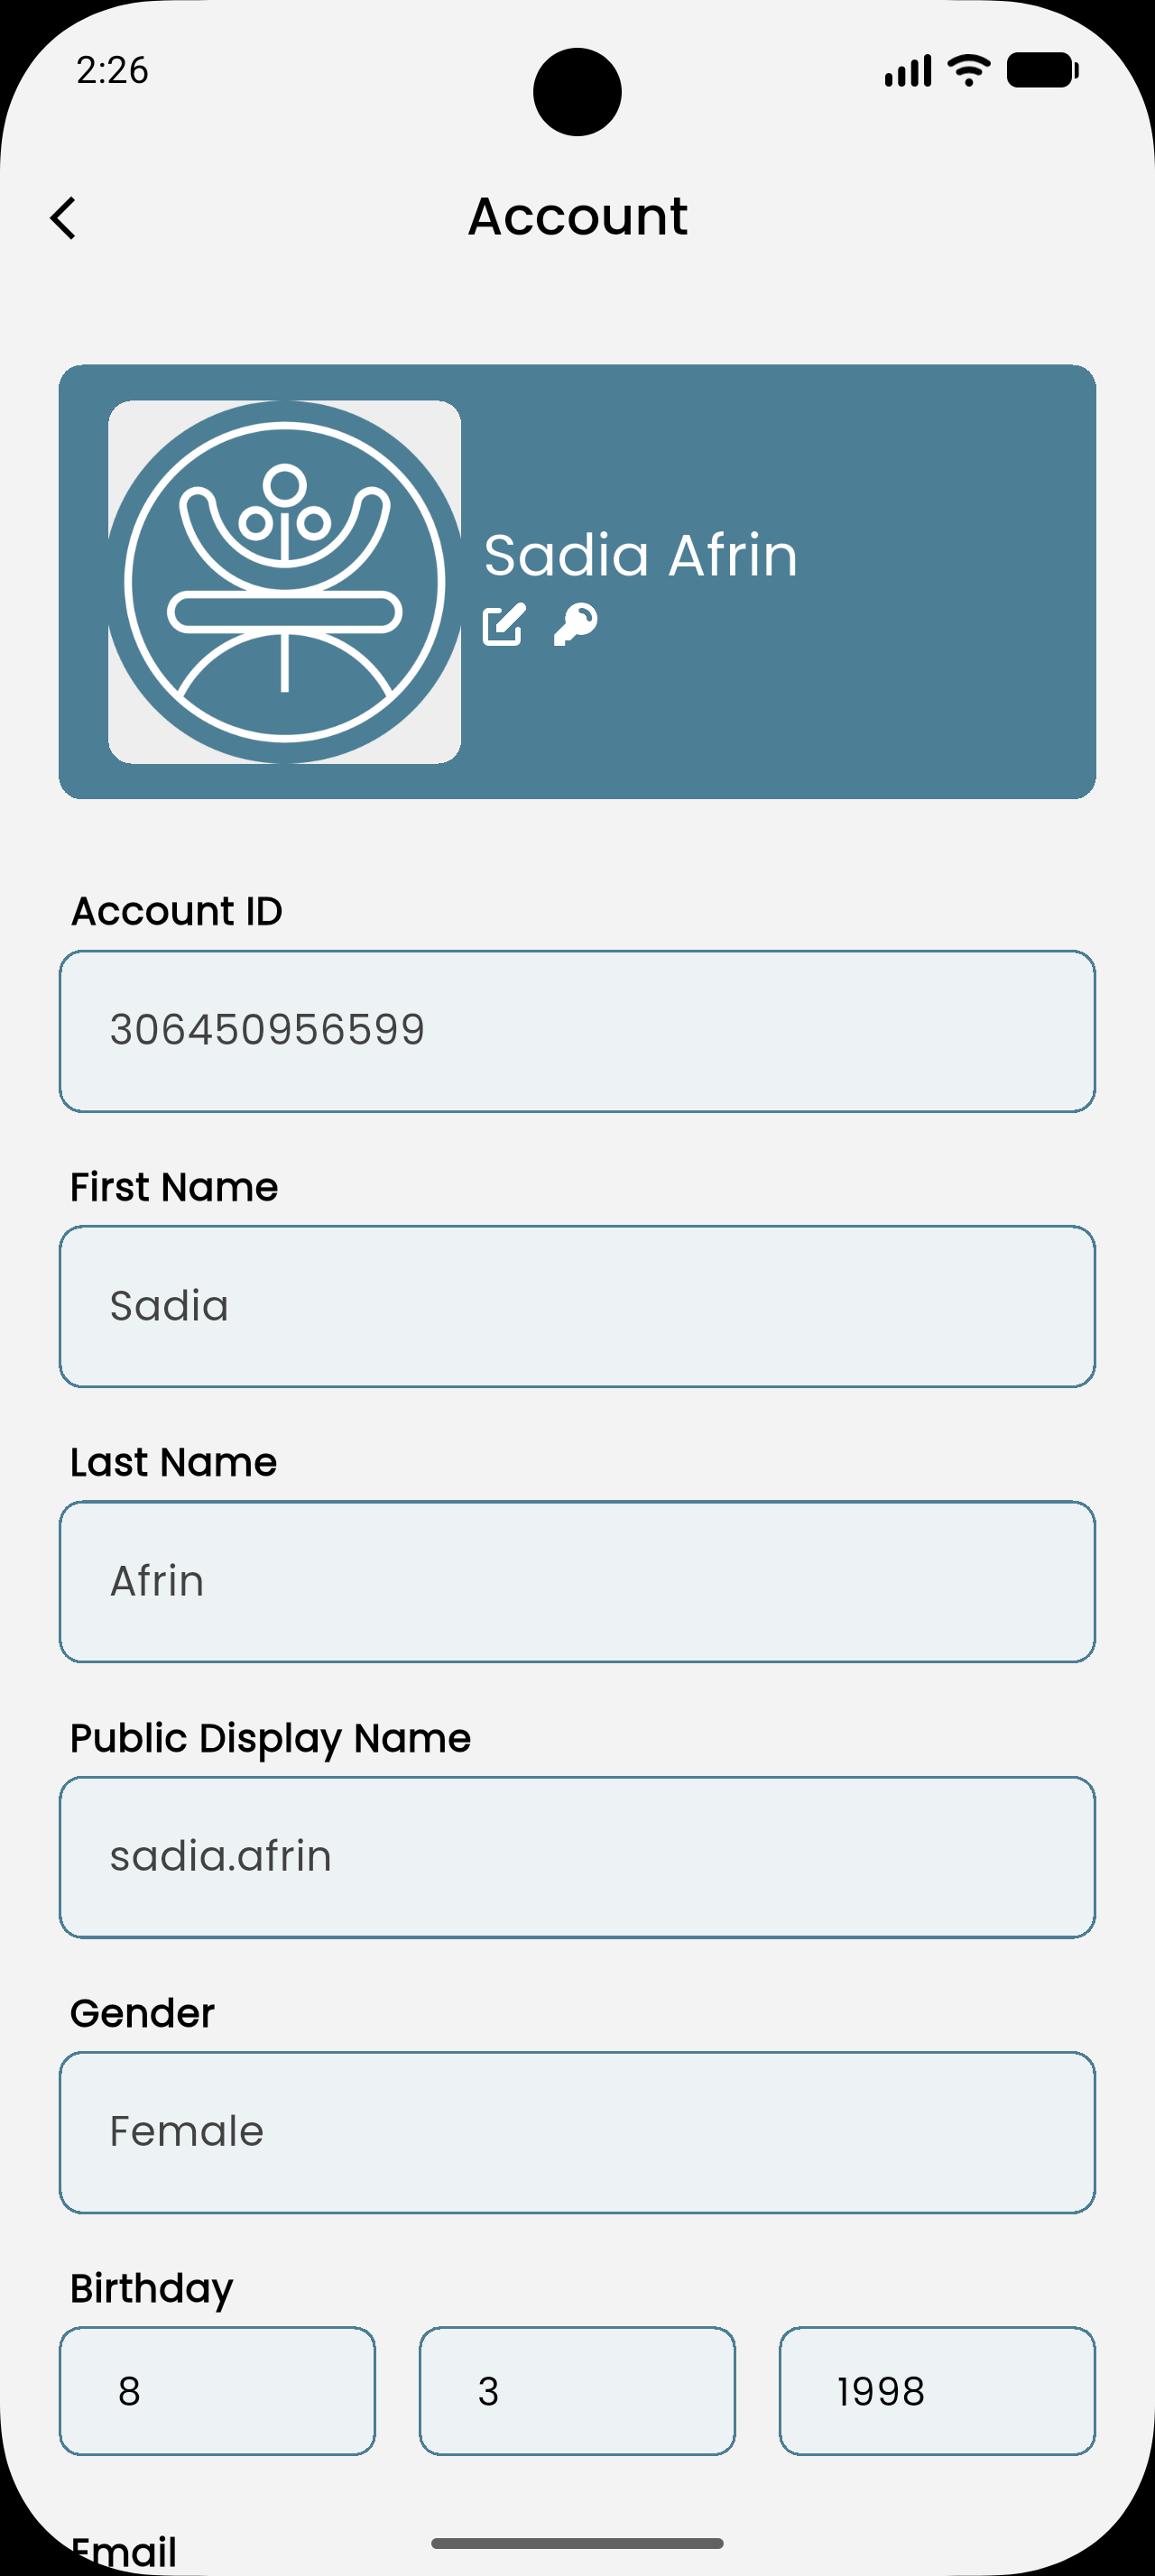 2:26
Account
Sadia Afrin
Account ID
306450956599
First Name
Sadia
Last Name
Afrin
Public Display Name
sadia.afrin
Gender
Female
Birthday
8 3 1998
Email